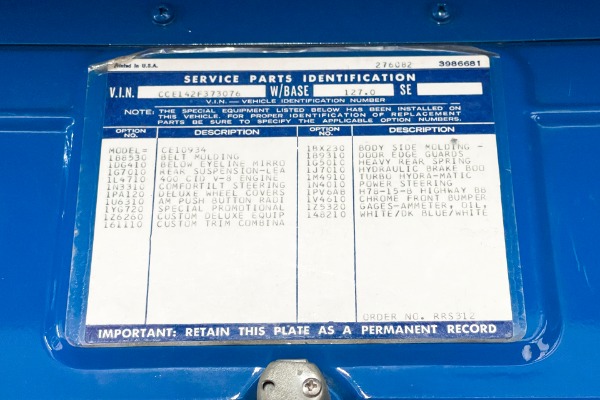 Printed in U.S.A. 276082 3986681
SERVICE PARTS IDENTIFICATION
V.I.N. CCE142F373076 W/BASE 127.0 SE
V.I.N. — VEHICLE IDENTIFICATION NUMBER
NOTE: THE SPECIAL EQUIPMENT LISTED BELOW HAS BEEN INSTALLED ON
THIS VEHICLE. FOR PROPER IDENTIFICATION OF REPLACEMENT
PARTS BE SURE TO SPECIFY THE APPLICABLE OPTION NUMBERS.
OPTION NO. DESCRIPTION OPTION NO. DESCRIPTION
MODEL= CE10934
1B8530 BELT MOLDING
1D6410 BELOW EYELINE MIRRO
1G7010 REAR SUSPENSION-LEA
1L4710 400 CID V-8 ENGINE
1N3310 COMFORTILT STEERING
1PA120 DELUXE WHEEL COVERS
1U6310 AM PUSH BUTTON RADI
1YG720 SPECIAL PROMOTIONAL
1Z6260 CUSTOM DELUXE EQUIP
161110 CUSTOM TRIM COMBINA
1BX230 BODY SIDE MOLDING -
1B9310 DOOR EDGE GUARDS
1G5010 HEAVY REAR SPRING
1J7010 HYDRAULIC BRAKE BOO
1M4910 TURBO HYDRA-MATIC
1N4010 POWER STEERING
1PV6AB H78-15-B HIGHWAY BB
1V4610 CHROME FRONT BUMPER
1Z5320 GAGES-AMMETER, OIL,
148210 WHITE/DK BLUE/WHITE
ORDER NO. RRS312
IMPORTANT: RETAIN THIS PLATE AS A PERMANENT RECORD